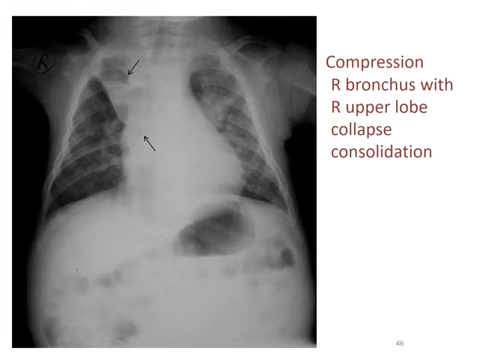 R
Compression
R bronchus with
R upper lobe
collapse
consolidation
46